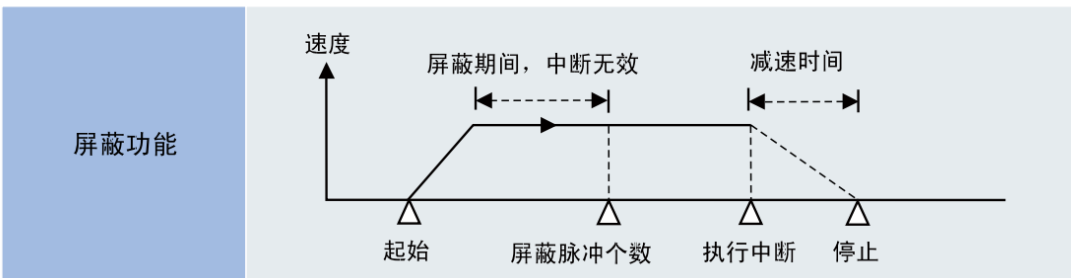 屏蔽功能
速度
屏蔽期间，中断无效
减速时间
起始
屏蔽脉冲个数
执行中断
停止